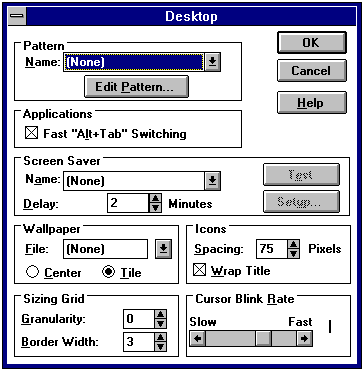 Desktop
Pattern
Name: (None)
Edit Pattern...
OK
Cancel
Help
Applications
Fast "Alt+Tab" Switching
Screen Saver
Name: (None)
Test
Delay: 2 Minutes
Setup...
Wallpaper
File: (None)
Center Tile
Icons
Spacing: 75 Pixels
Wrap Title
Sizing Grid
Granularity: 0
Border Width: 3
Cursor Blink Rate
Slow Fast